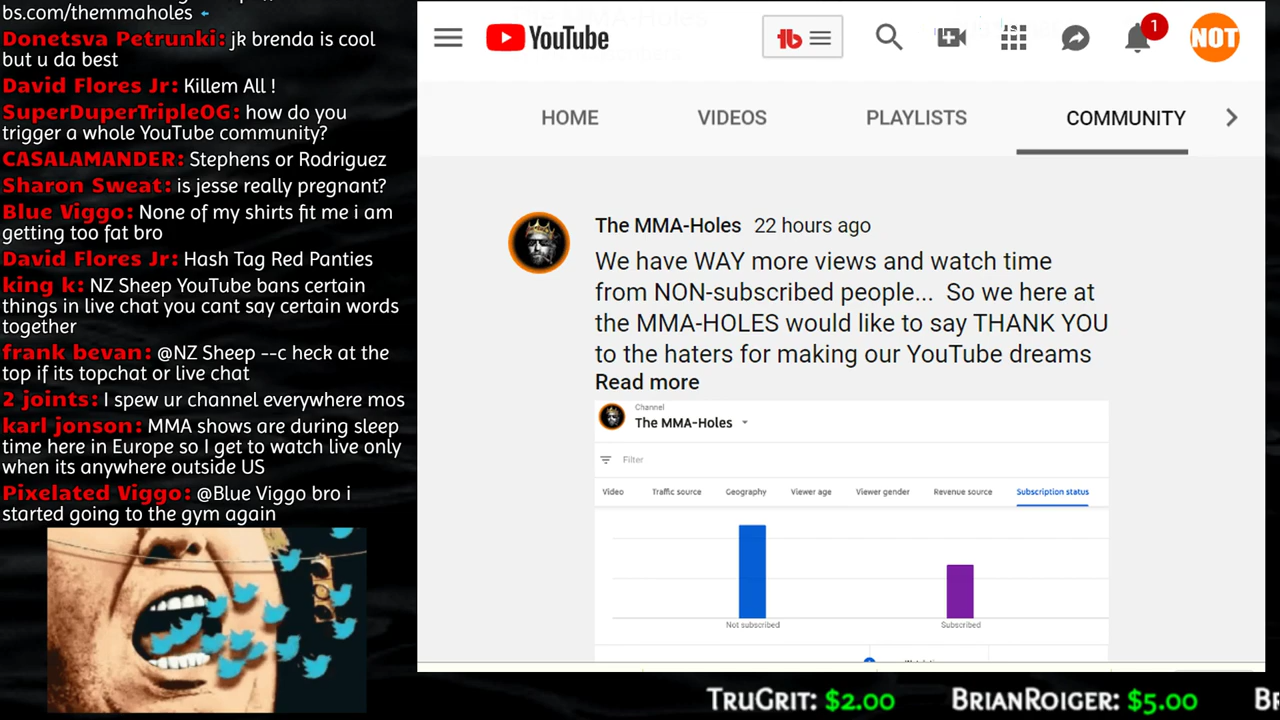 bs.com/themmaholes
Donetsva Petrunki: jk brenda is cool
but u da best
David Flores Jr: Killem All !
SuperDuperTripleOG: how do you
trigger a whole YouTube community?
CASALAMANDER: Stephens or Rodriguez
Sharon Sweat: is jesse really pregnant?
Blue Viggo: None of my shirts fit me i am
getting too fat bro
David Flores Jr: Hash Tag Red Panties
king k: NZ Sheep YouTube bans certain
things in live chat you cant say certain words
together
frank bevan: @NZ Sheep --c heck at the
top if its topchat or live chat
2 joints: I spew ur channel everywhere mos
karl jonson: MMA shows are during sleep
time here in Europe so I get to watch live only
when its anywhere outside US
Pixelated Viggo: @Blue Viggo bro i
started going to the gym again
YouTube
tb
1
NOT
HOME VIDEOS PLAYLISTS COMMUNITY
The MMA-Holes 22 hours ago
We have WAY more views and watch time
from NON-subscribed people... So we here at
the MMA-HOLES would like to say THANK YOU
to the haters for making our YouTube dreams
Read more
Channel
The MMA-Holes
Filter
Video Traffic source Geography Viewer age Viewer gender Revenue source Subscription status
Not subscribed Subscribed
TruGrit: $2.00 BrianRoiger: $5.00